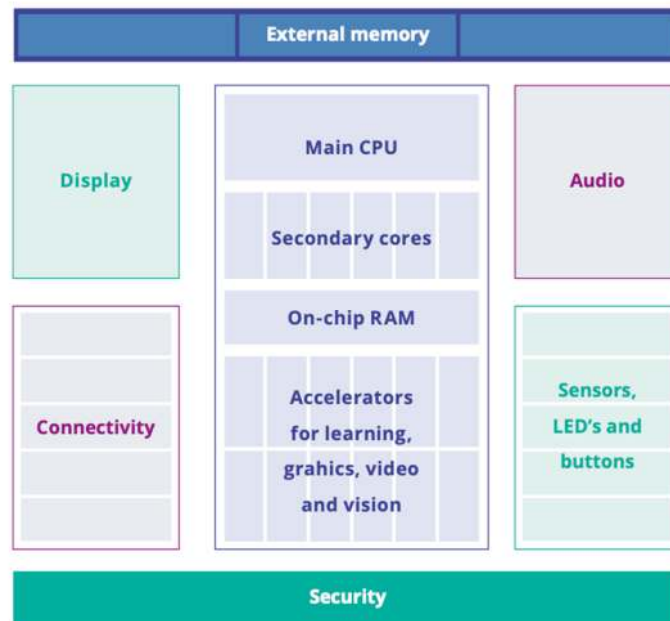 External memory
Display
Main CPU
Audio
Secondary cores
On-chip RAM
Connectivity
Accelerators
for learning,
grahics, video
and vision
Sensors,
LED's and
buttons
Security